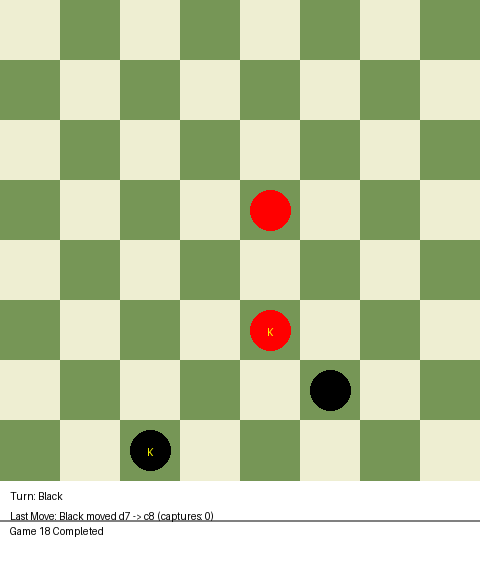 K
K
Turn: Black
Last Move: Black moved d7 -> c8 (captures: 0)
Game 18 Completed